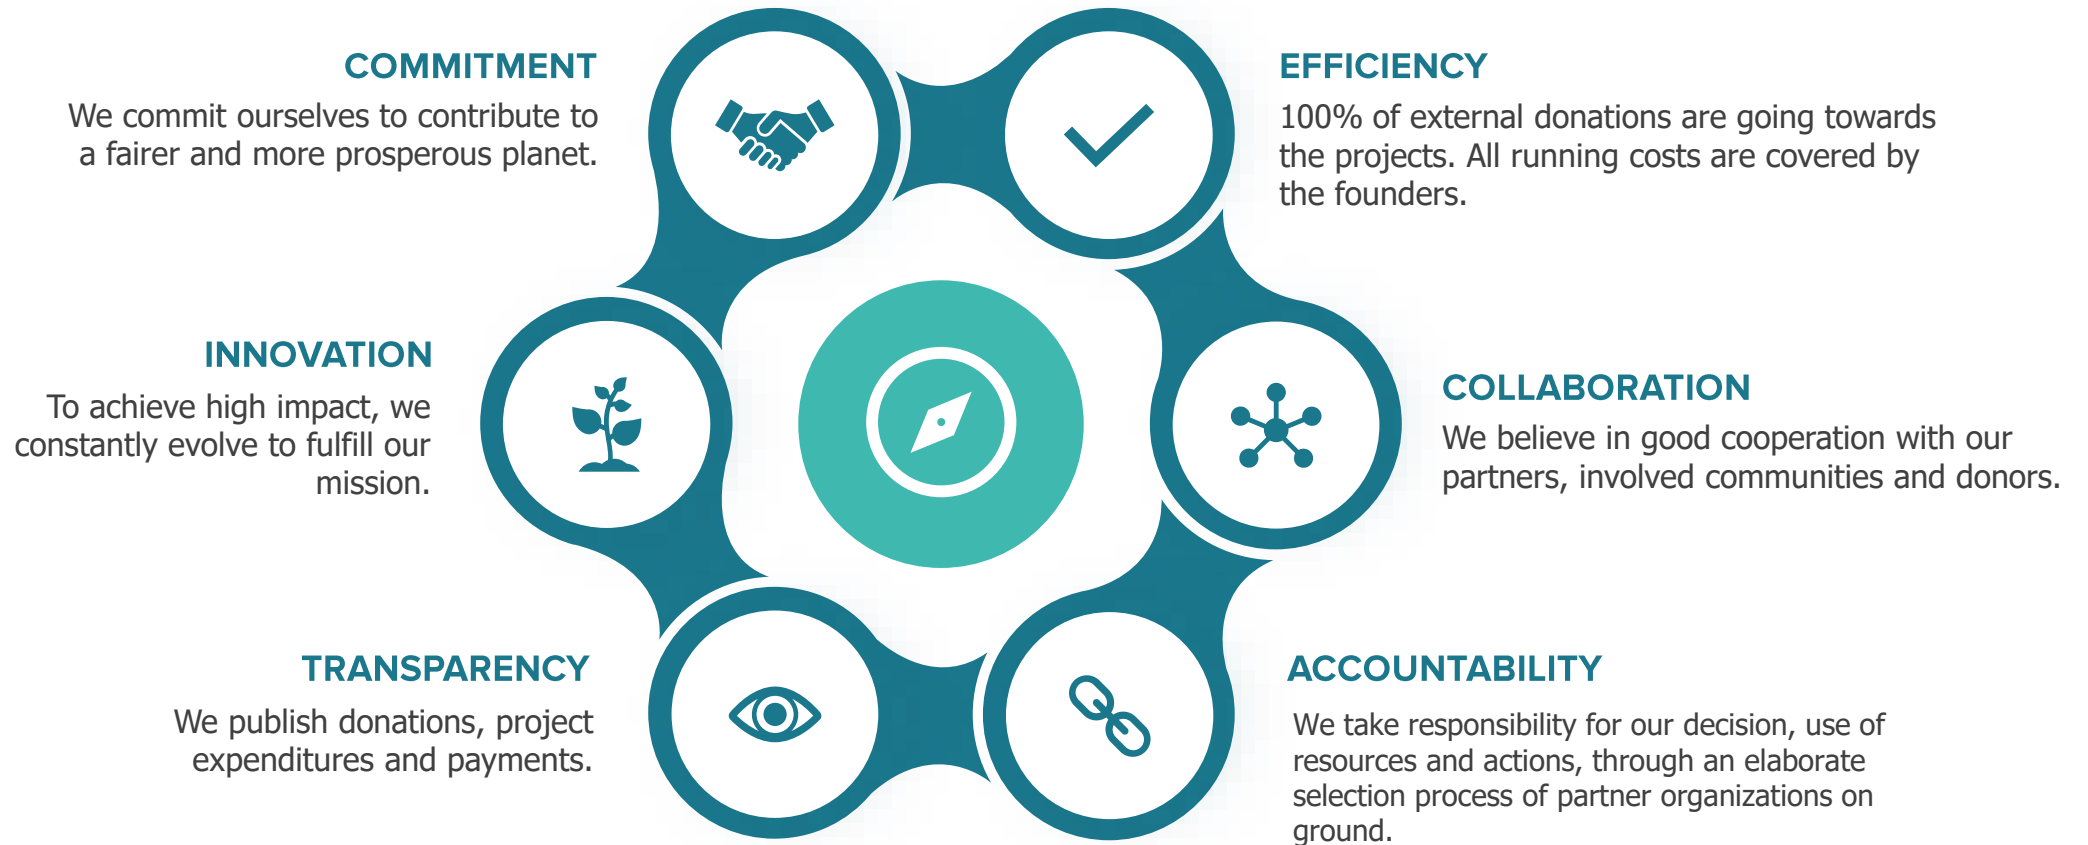 COMMITMENT
We commit ourselves to contribute to
a fairer and more prosperous planet.
EFFICIENCY
100% of external donations are going towards
the projects. All running costs are covered by
the founders.
INNOVATION
To achieve high impact, we
constantly evolve to fulfill our
mission.
COLLABORATION
We believe in good cooperation with our
partners, involved communities and donors.
TRANSPARENCY
We publish donations, project
expenditures and payments.
ACCOUNTABILITY
We take responsibility for our decision, use of
resources and actions, through an elaborate
selection process of partner organizations on
ground.